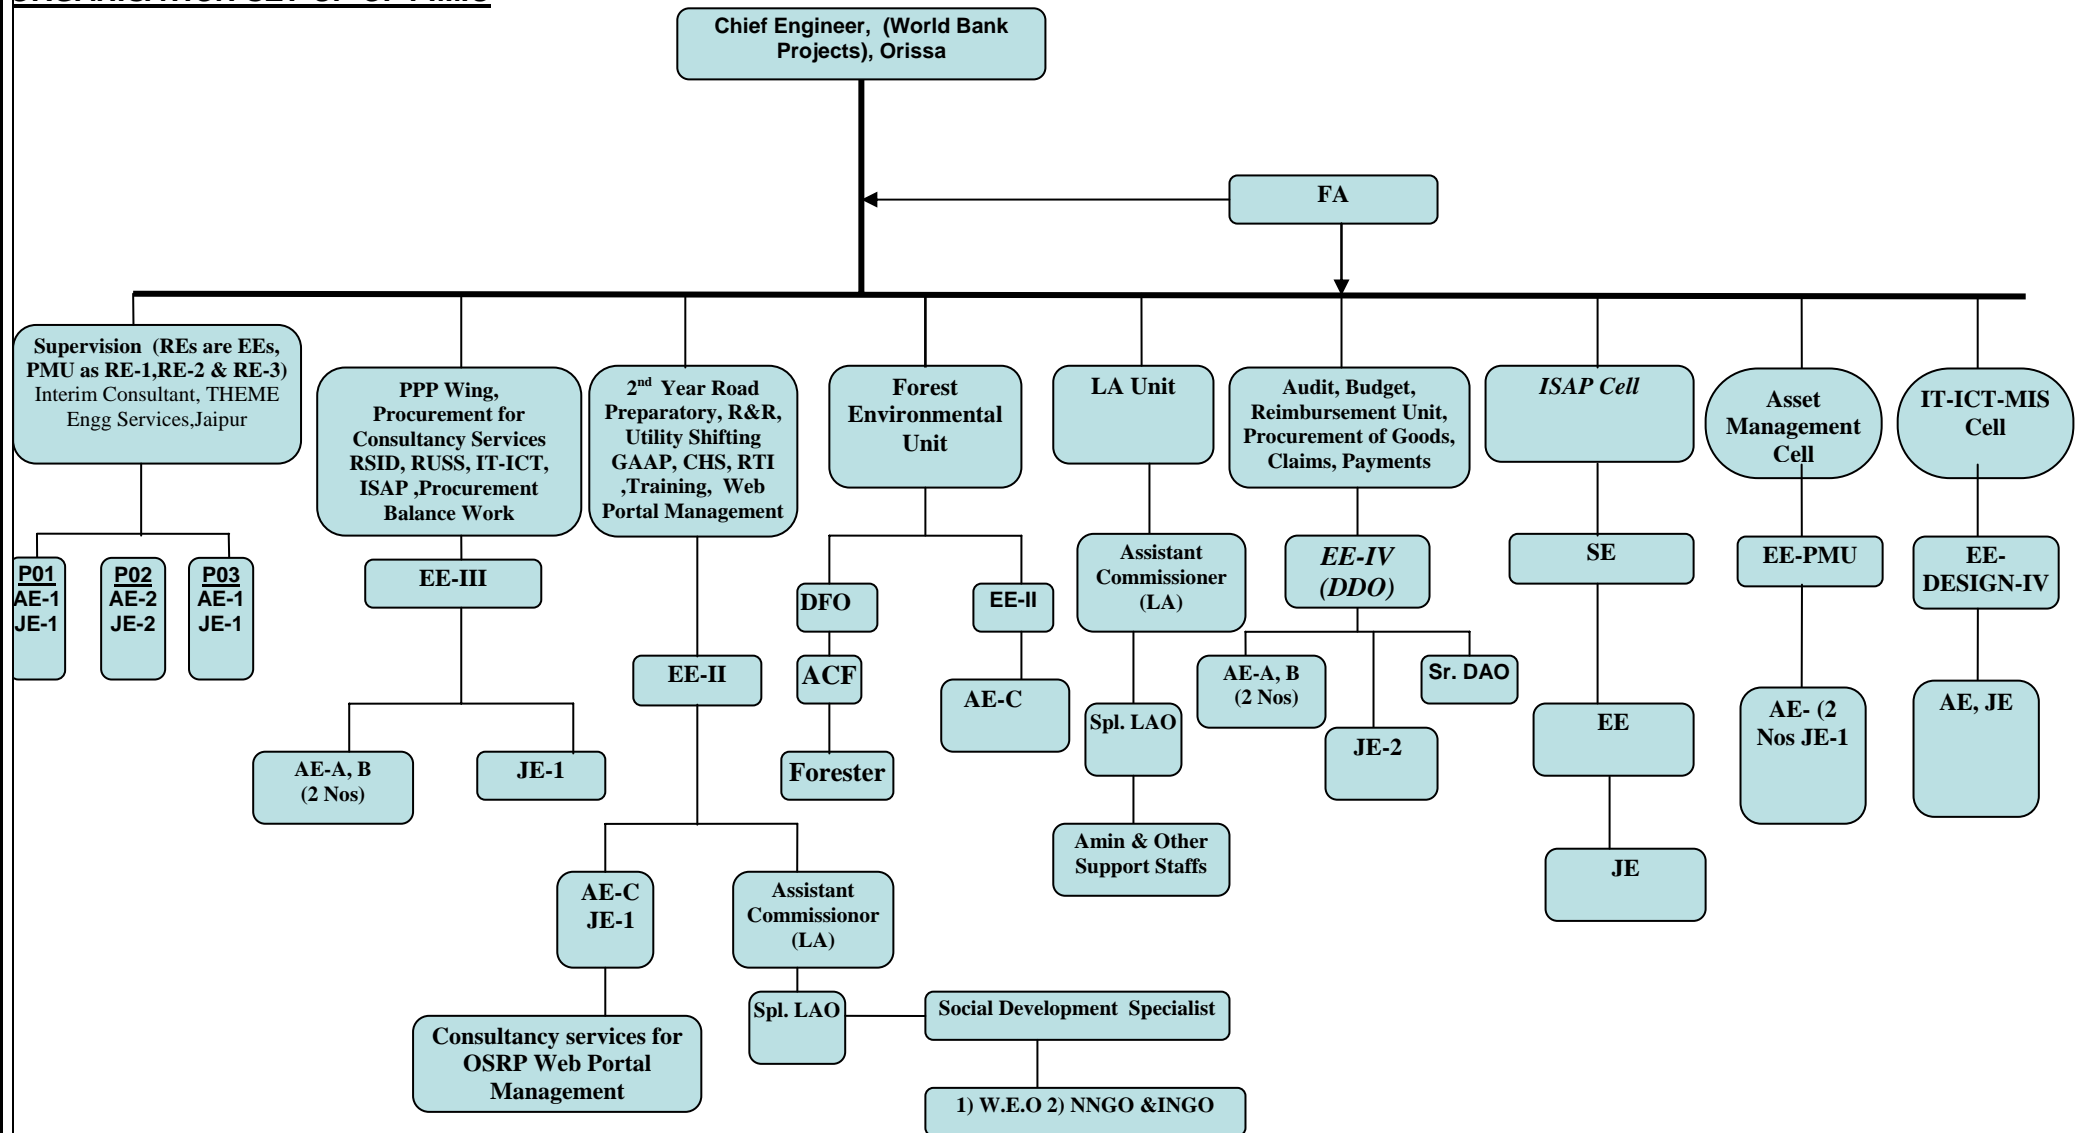 ORGANISATION SET UP OF PMIC
Chief Engineer, (World Bank
Projects), Orissa
FA
Supervision (REs are EEs,
PMU as RE-1,RE-2 & RE-3)
Interim Consultant, THEME
Engg Services,Jaipur
PPP Wing,
Procurement for
Consultancy Services
RSID, RUSS, IT-ICT,
ISAP ,Procurement
Balance Work
2nd Year Road
Preparatory, R&R,
Utility Shifting
GAAP, CHS, RTI
,Training, Web
Portal Management
Forest
Environmental
Unit
LA Unit
Audit, Budget,
Reimbursement Unit,
Procurement of Goods,
Claims, Payments
ISAP Cell
Asset
Management
Cell
IT-ICT-MIS
Cell
P01
AE-1
JE-1
P02
AE-2
JE-2
P03
AE-1
JE-1
EE-III
AE-A, B
(2 Nos)
JE-1
EE-II
AE-C
JE-1
Consultancy services for
OSRP Web Portal
Management
Assistant
Commissionor
(LA)
Spl. LAO
Social Development Specialist
1) W.E.O 2) NNGO &INGO
DFO
ACF
Forester
EE-II
AE-C
Assistant
Commissioner
(LA)
Spl. LAO
Amin & Other
Support Staffs
EE-IV
(DDO)
AE-A, B
(2 Nos)
JE-2
Sr. DAO
SE
EE
JE
EE-PMU
AE- (2
Nos JE-1
EE-
DESIGN-IV
AE, JE